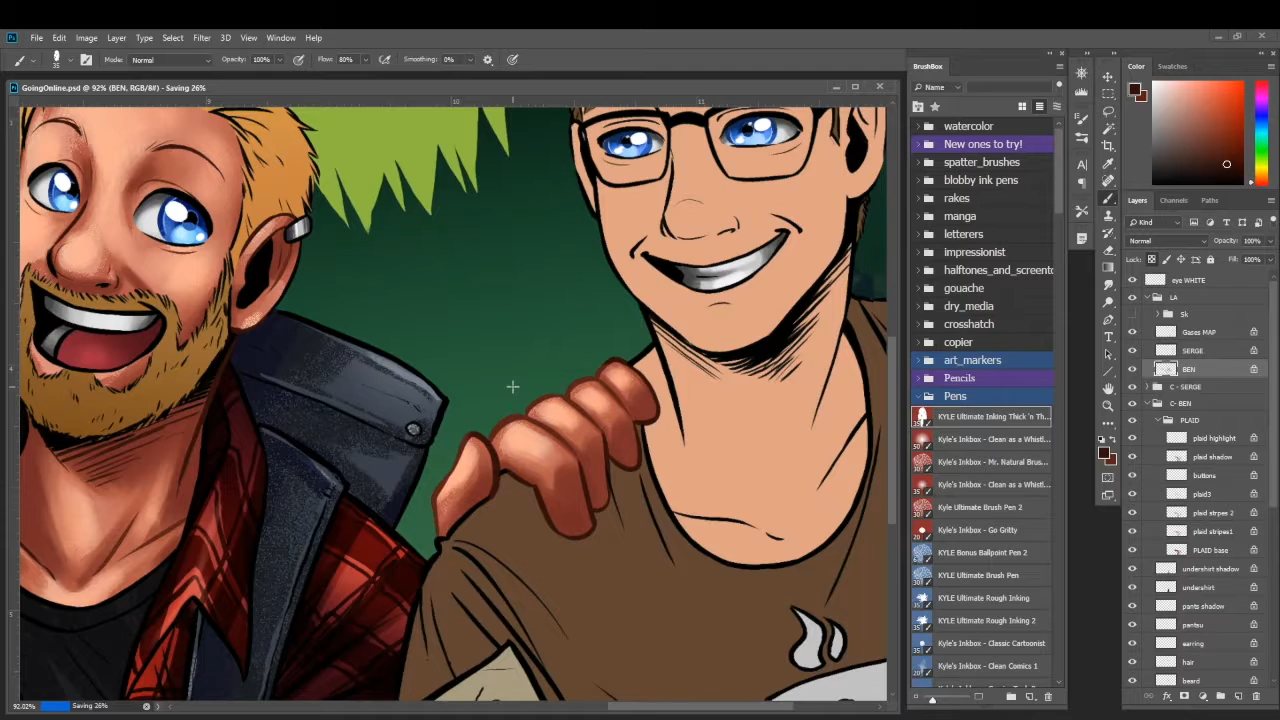 File Edit Image Layer Type Select Filter 3D View Window Help
35 Mode: Normal Opacity: 100% Flow: 80% Smoothing: 0%
GoingOnline.psd @ 92% (BEN, RGB/8#) - Saving 26%
9 10 11
BrushBox
Name
watercolor
New ones to try!
spatter_brushes
blobby ink pens
rakes
manga
letterers
impressionist
halftones_and_screento
gouache
dry_media
crosshatch
copier
art_markers
Pencils
Pens
KYLE Ultimate Inking Thick 'n Th...
Kyle's Inkbox - Clean as a Whistl...
Kyle's Inkbox - Mr. Natural Brus...
Kyle's Inkbox - Clean as a Whistl...
Kyle Ultimate Brush Pen 2
Kyle's Inkbox - Go Gritty
KYLE Bonus Ballpoint Pen 2
KYLE Ultimate Brush Pen
KYLE Ultimate Rough Inking
KYLE Ultimate Rough Inking 2
Kyle's Inkbox - Classic Cartoonist
Kyle's Inkbox - Clean Comics 1
Color Swatches
Layers Channels Paths
Kind
Normal Opacity: 100%
Lock: Fill: 100%
eye WHITE
LA
Sk
Gases MAP
SERGE
BEN
C - SERGE
C- BEN
PLAID
plaid highlight
plaid shadow
buttons
plaid3
plaid strpes 2
plaid stripes1
PLAID base
undershirt shadow
undershirt
pants shadow
pantsu
earring
hair
beard
92.02% Saving 26%